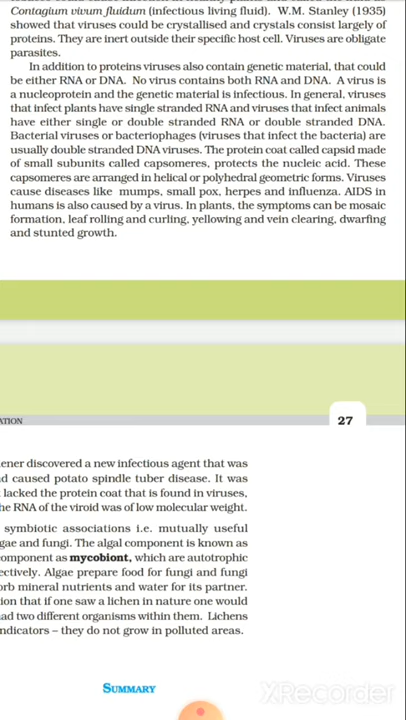 Contagium vivum fluidum (infectious living fluid). W.M. Stanley (1935)
showed that viruses could be crystallised and crystals consist largely of
proteins. They are inert outside their specific host cell. Viruses are obligate
parasites.
In addition to proteins viruses also contain genetic material, that could
be either RNA or DNA. No virus contains both RNA and DNA. A virus is
a nucleoprotein and the genetic material is infectious. In general, viruses
that infect plants have single stranded RNA and viruses that infect animals
have either single or double stranded RNA or double stranded DNA.
Bacterial viruses or bacteriophages (viruses that infect the bacteria) are
usually double stranded DNA viruses. The protein coat called capsid made
of small subunits called capsomeres, protects the nucleic acid. These
capsomeres are arranged in helical or polyhedral geometric forms. Viruses
cause diseases like mumps, small pox, herpes and influenza. AIDS in
humans is also caused by a virus. In plants, the symptoms can be mosaic
formation, leaf rolling and curling, yellowing and vein clearing, dwarfing
and stunted growth.
ATION
27
ener discovered a new infectious agent that was
d caused potato spindle tuber disease. It was
lacked the protein coat that is found in viruses,
he RNA of the viroid was of low molecular weight.
symbiotic associations i.e. mutually useful
gae and fungi. The algal component is known as
component as mycobiont, which are autotrophic
ectively. Algae prepare food for fungi and fungi
orb mineral nutrients and water for its partner.
ion that if one saw a lichen in nature one would
ad two different organisms within them. Lichens
ndicators – they do not grow in polluted areas.
SUMMARY
XRecorder